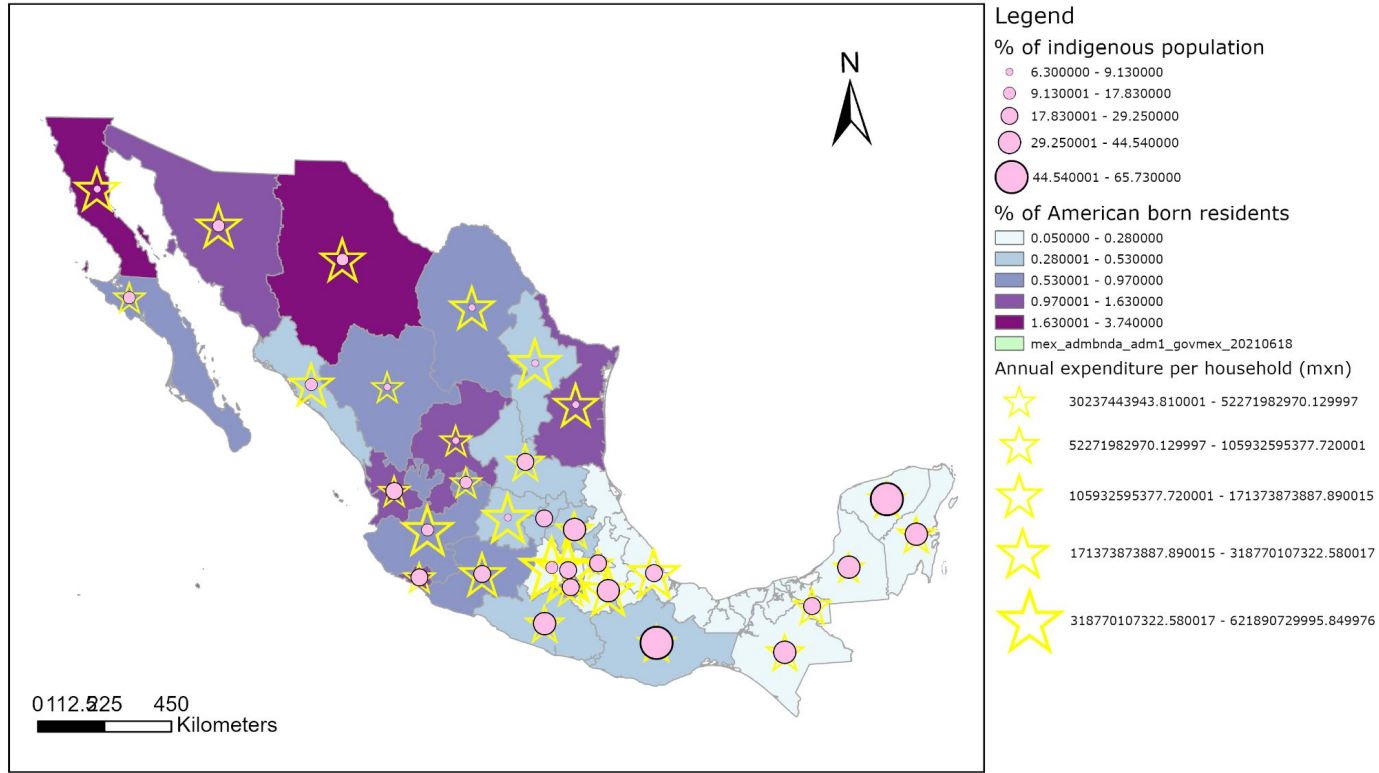 Legend
% of indigenous population
6.300000 - 9.130000
9.130001 - 17.830000
17.830001 - 29.250000
29.250001 - 44.540000
44.540001 - 65.730000
% of American born residents
0.050000 - 0.280000
0.280001 - 0.530000
0.530001 - 0.970000
0.970001 - 1.630000
1.630001 - 3.740000
mex_admbnda_adm1_govmex_20210618
Annual expenditure per household (mxn)
30237443943.810001 - 52271982970.129997
52271982970.129997 - 105932595377.720001
105932595377.720001 - 171373873887.890015
171373873887.890015 - 318770107322.580017
318770107322.580017 - 621890729995.849976
N
0 112.5 225 450
Kilometers